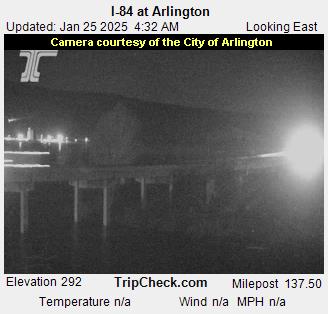 I-84 at Arlington
Updated: Jan 25 2025 4:32 AM Looking East
Camera courtesy of the City of Arlington
Elevation 292 TripCheck.com Milepost 137.50
Temperature n/a Wind n/a MPH n/a